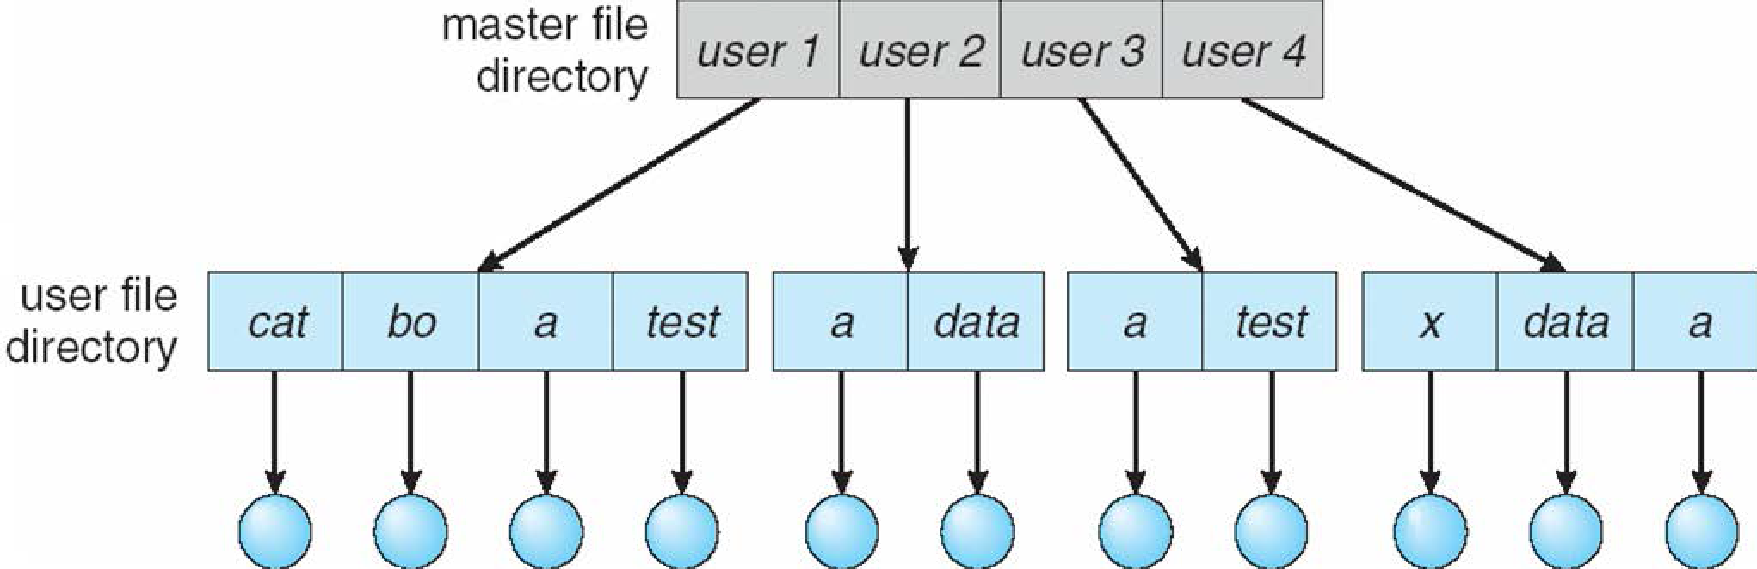 master file
directory
user 1 user 2 user 3 user 4
user file
directory
cat bo a test a data a test x data a